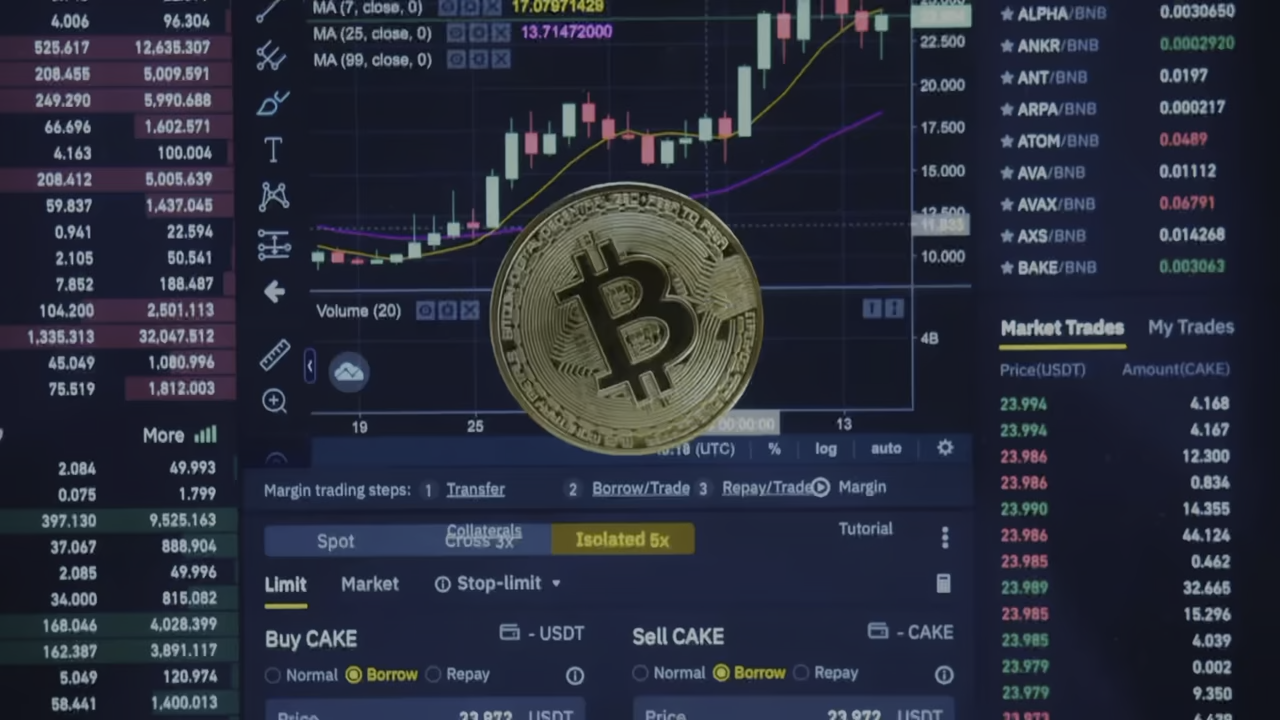 4.006 96.304
525.617 12,635.307
208.455 5,009.591
249.290 5,990.688
66.696 1,602.571
4.163 100.004
208.412 5,005.639
59.837 1,437.045
0.941 22.594
2.105 50.541
7.852 188.487
104.200 2,501.113
1,335.313 32,047.512
45.049 1,080.996
75.519 1,812.003
More
2.084 49.993
0.075 1.799
397.130 9,525.163
37.067 888.904
2.085 49.996
34.000 815.082
168.046 4,028.399
162.387 3,891.117
5.049 120.974
58.441 1,400.013
MA (7, close, 0) 17.07971429
MA (25, close, 0) 13.71472000
MA (99, close, 0)
22.500
20.000
17.500
15.000
12.500
11.885
10.000
Volume (20)
4B
19 25 00:00:00 13
(UTC) % log auto
Margin trading steps: 1 Transfer 2 Borrow/Trade 3 Repay/Trade Margin
Collaterals Tutorial
Spot Cross 3x Isolated 5x
Limit Market Stop-limit
Buy CAKE - USDT Sell CAKE - CAKE
Normal Borrow Repay Normal Borrow Repay
Price 23.972 USDT Price 23.972 USDT
ALPHA/BNB 0.0030650
ANKR/BNB 0.0002920
ANT/BNB 0.0197
ARPA/BNB 0.000217
ATOM/BNB 0.0489
AVA/BNB 0.01112
AVAX/BNB 0.06791
AXS/BNB 0.014268
BAKE/BNB 0.003063
Market Trades My Trades
Price(USDT) Amount(CAKE)
23.994 4.168
23.994 4.167
23.986 12.300
23.986 0.834
23.990 14.355
23.986 44.124
23.985 0.462
23.989 32.665
23.985 15.296
23.985 4.039
23.979 0.002
23.979 9.350